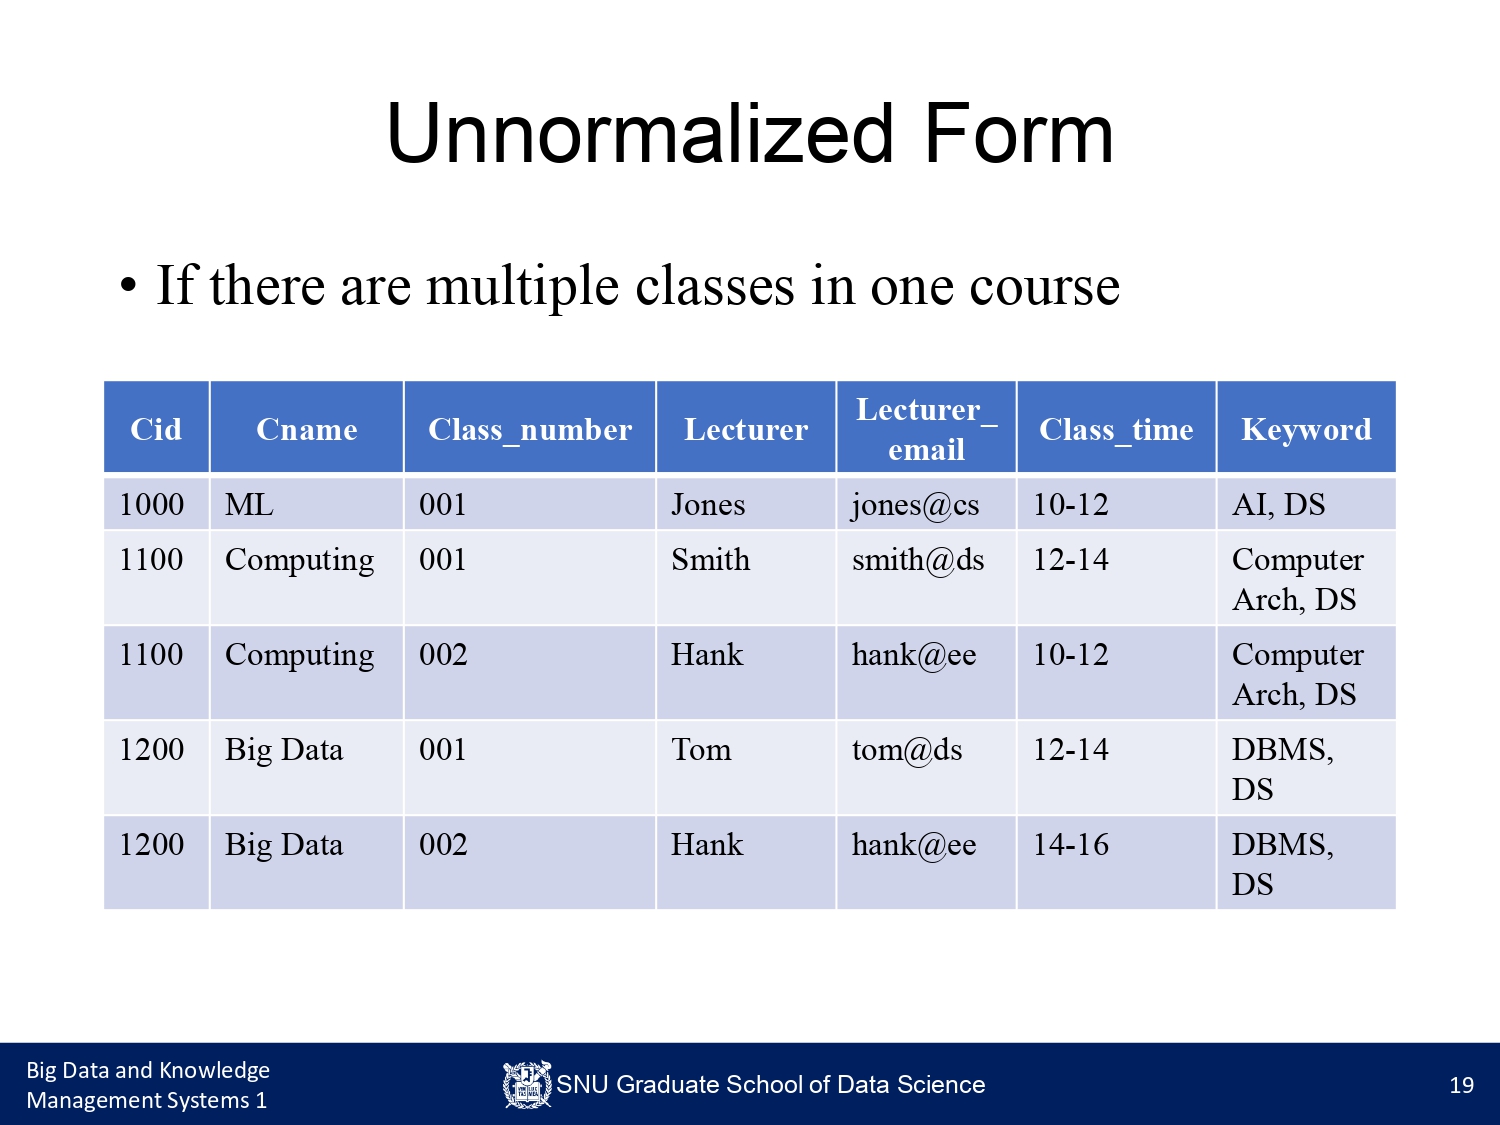 Unnormalized Form
• If there are multiple classes in one course
Cid Cname Class_number Lecturer Lecturer_ email Class_time Keyword
1000 ML 001 Jones jones@cs 10-12 AI, DS
1100 Computing 001 Smith smith@ds 12-14 Computer Arch, DS
1100 Computing 002 Hank hank@ee 10-12 Computer Arch, DS
1200 Big Data 001 Tom tom@ds 12-14 DBMS, DS
1200 Big Data 002 Hank hank@ee 14-16 DBMS, DS
Big Data and Knowledge
Management Systems 1
SNU Graduate School of Data Science
19